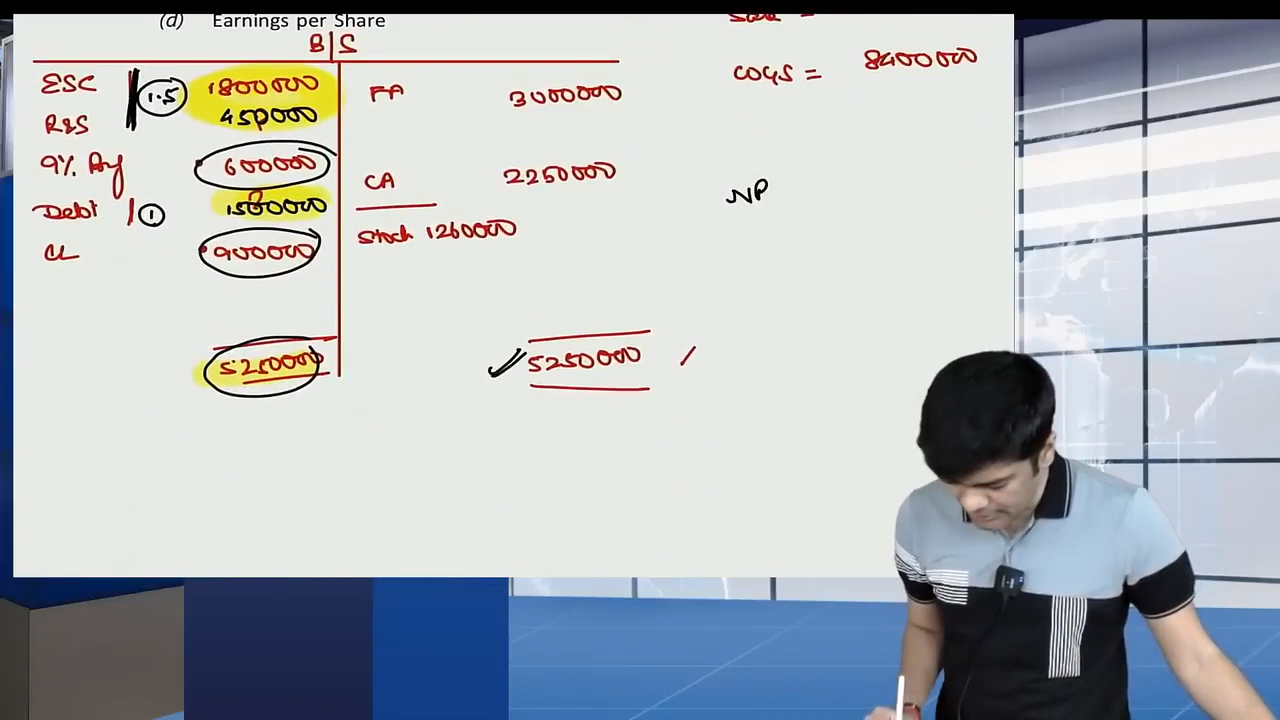 (d) Earnings per Share
B|S
ESC 1.5 1800000 FA 3000000
R&S 450000
9% 600000 CA 2250000
Debt 1 1500000
Stock 1260000
CL 900000
5250000 5250000
COGS = 8400000
NP